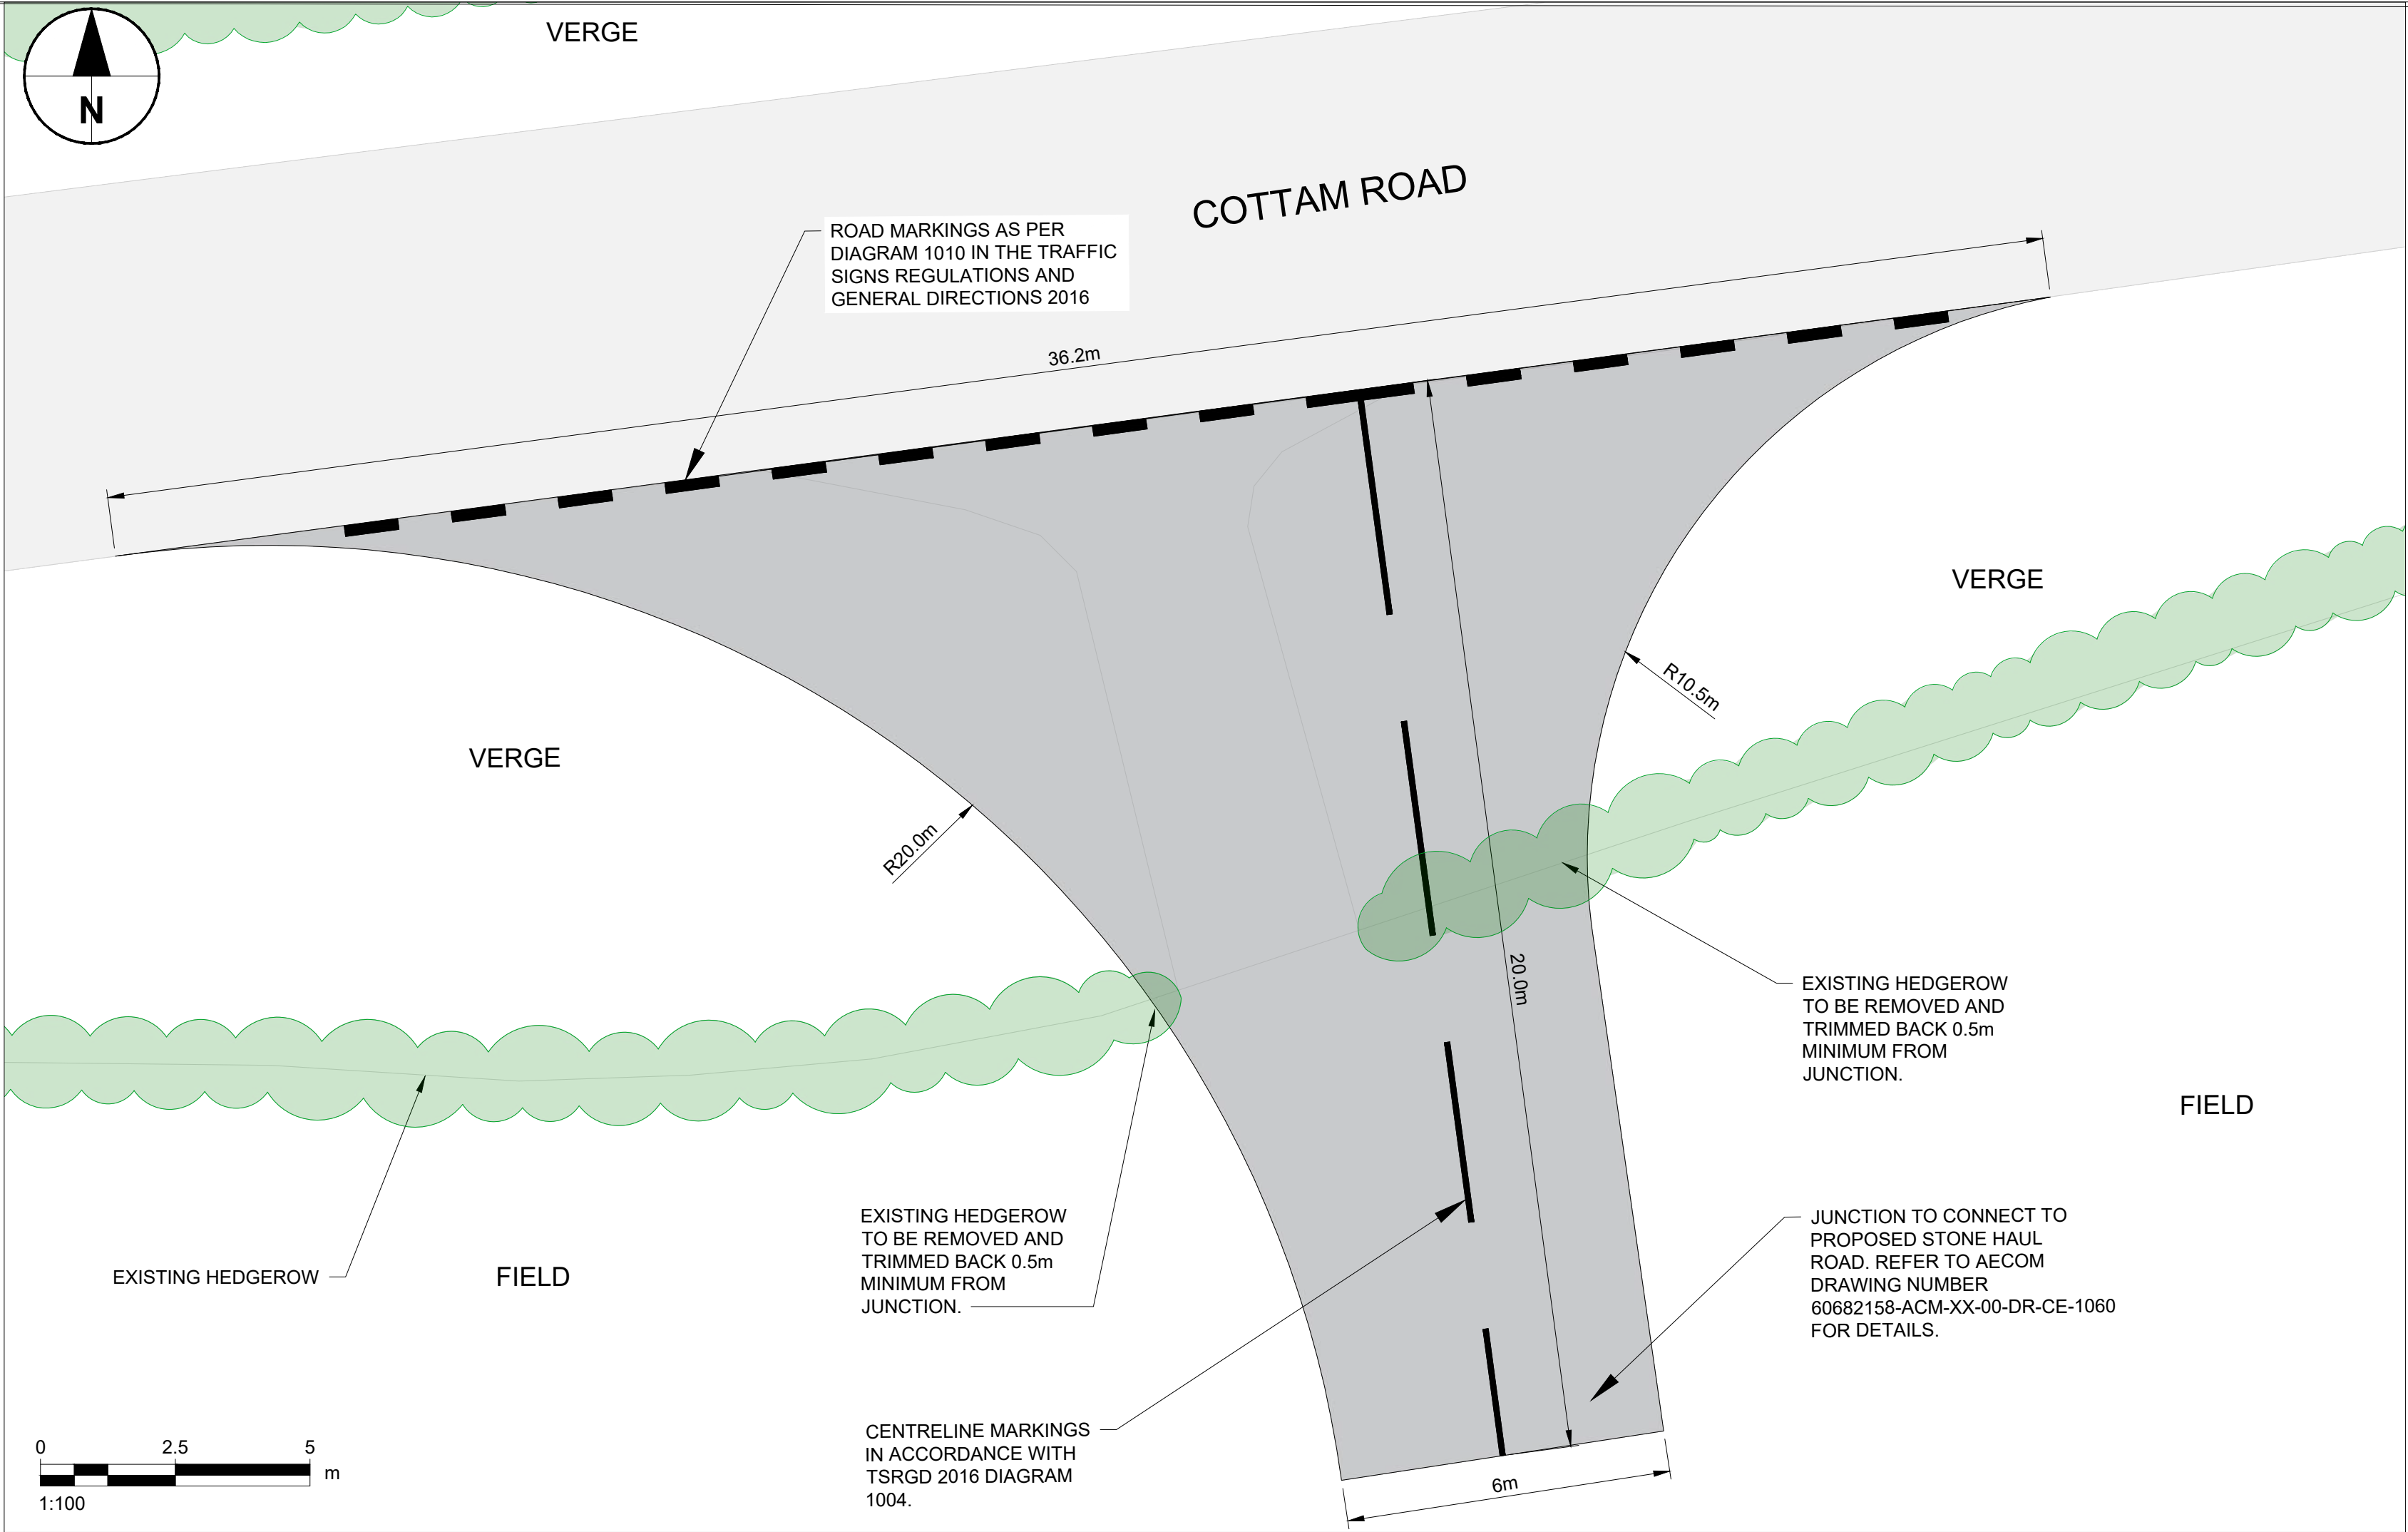 VERGE
N
COTTAM ROAD
ROAD MARKINGS AS PER
DIAGRAM 1010 IN THE TRAFFIC
SIGNS REGULATIONS AND
GENERAL DIRECTIONS 2016
36.2m
VERGE
R10.5m
VERGE
R20.0m
20.0m
EXISTING HEDGEROW
TO BE REMOVED AND
TRIMMED BACK 0.5m
MINIMUM FROM
JUNCTION.
FIELD
EXISTING HEDGEROW
TO BE REMOVED AND
TRIMMED BACK 0.5m
MINIMUM FROM
JUNCTION.
JUNCTION TO CONNECT TO
PROPOSED STONE HAUL
ROAD. REFER TO AECOM
DRAWING NUMBER
60682158-ACM-XX-00-DR-CE-1060
FOR DETAILS.
EXISTING HEDGEROW
FIELD
CENTRELINE MARKINGS
IN ACCORDANCE WITH
TSRGD 2016 DIAGRAM
1004.
0 2.5 5
m
1:100
6m